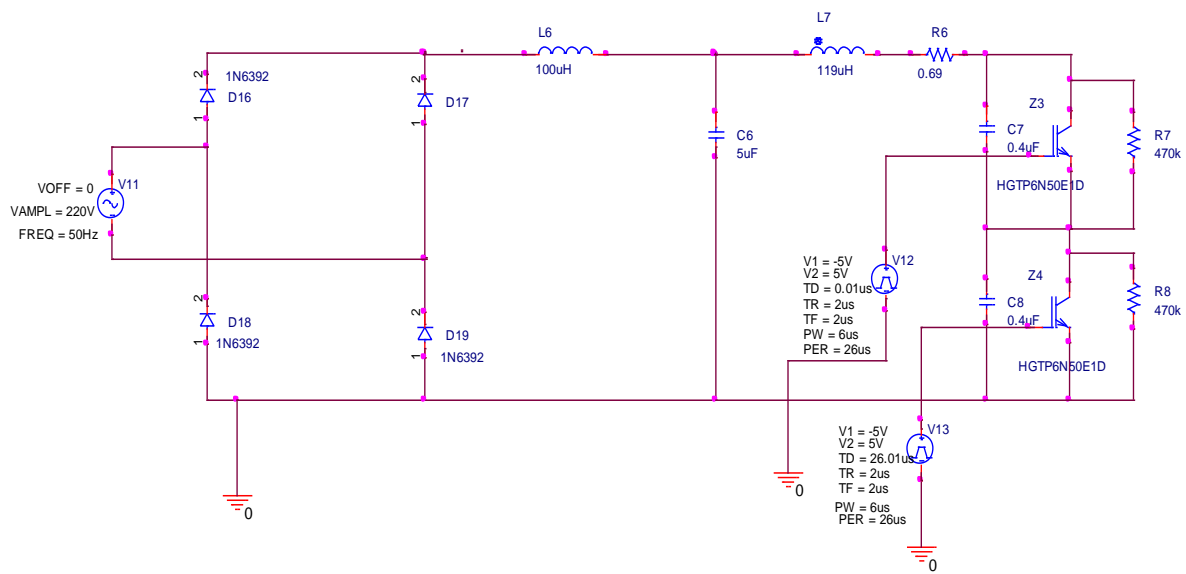 L6
100uH
L7
119uH
R6
0.69
2
1N6392
D16
1
2
D17
1
C6
5uF
C7
0.4uF
Z3
HGTP6N50E1D
R7
470k
VOFF = 0
V11
VAMPL = 220V
FREQ = 50Hz
V1 = -5V
V12
V2 = 5V
TD = 0.01us
TR = 2us
TF = 2us
PW = 6us
PER = 26us
Z4
C8
0.4uF
HGTP6N50E1D
R8
470k
2
D18
1
1N6392
2
D19
1
1N6392
V1 = -5V
V13
V2 = 5V
TD = 26.01us
TR = 2us
TF = 2us
PW = 6us
PER = 26us
0
0
0